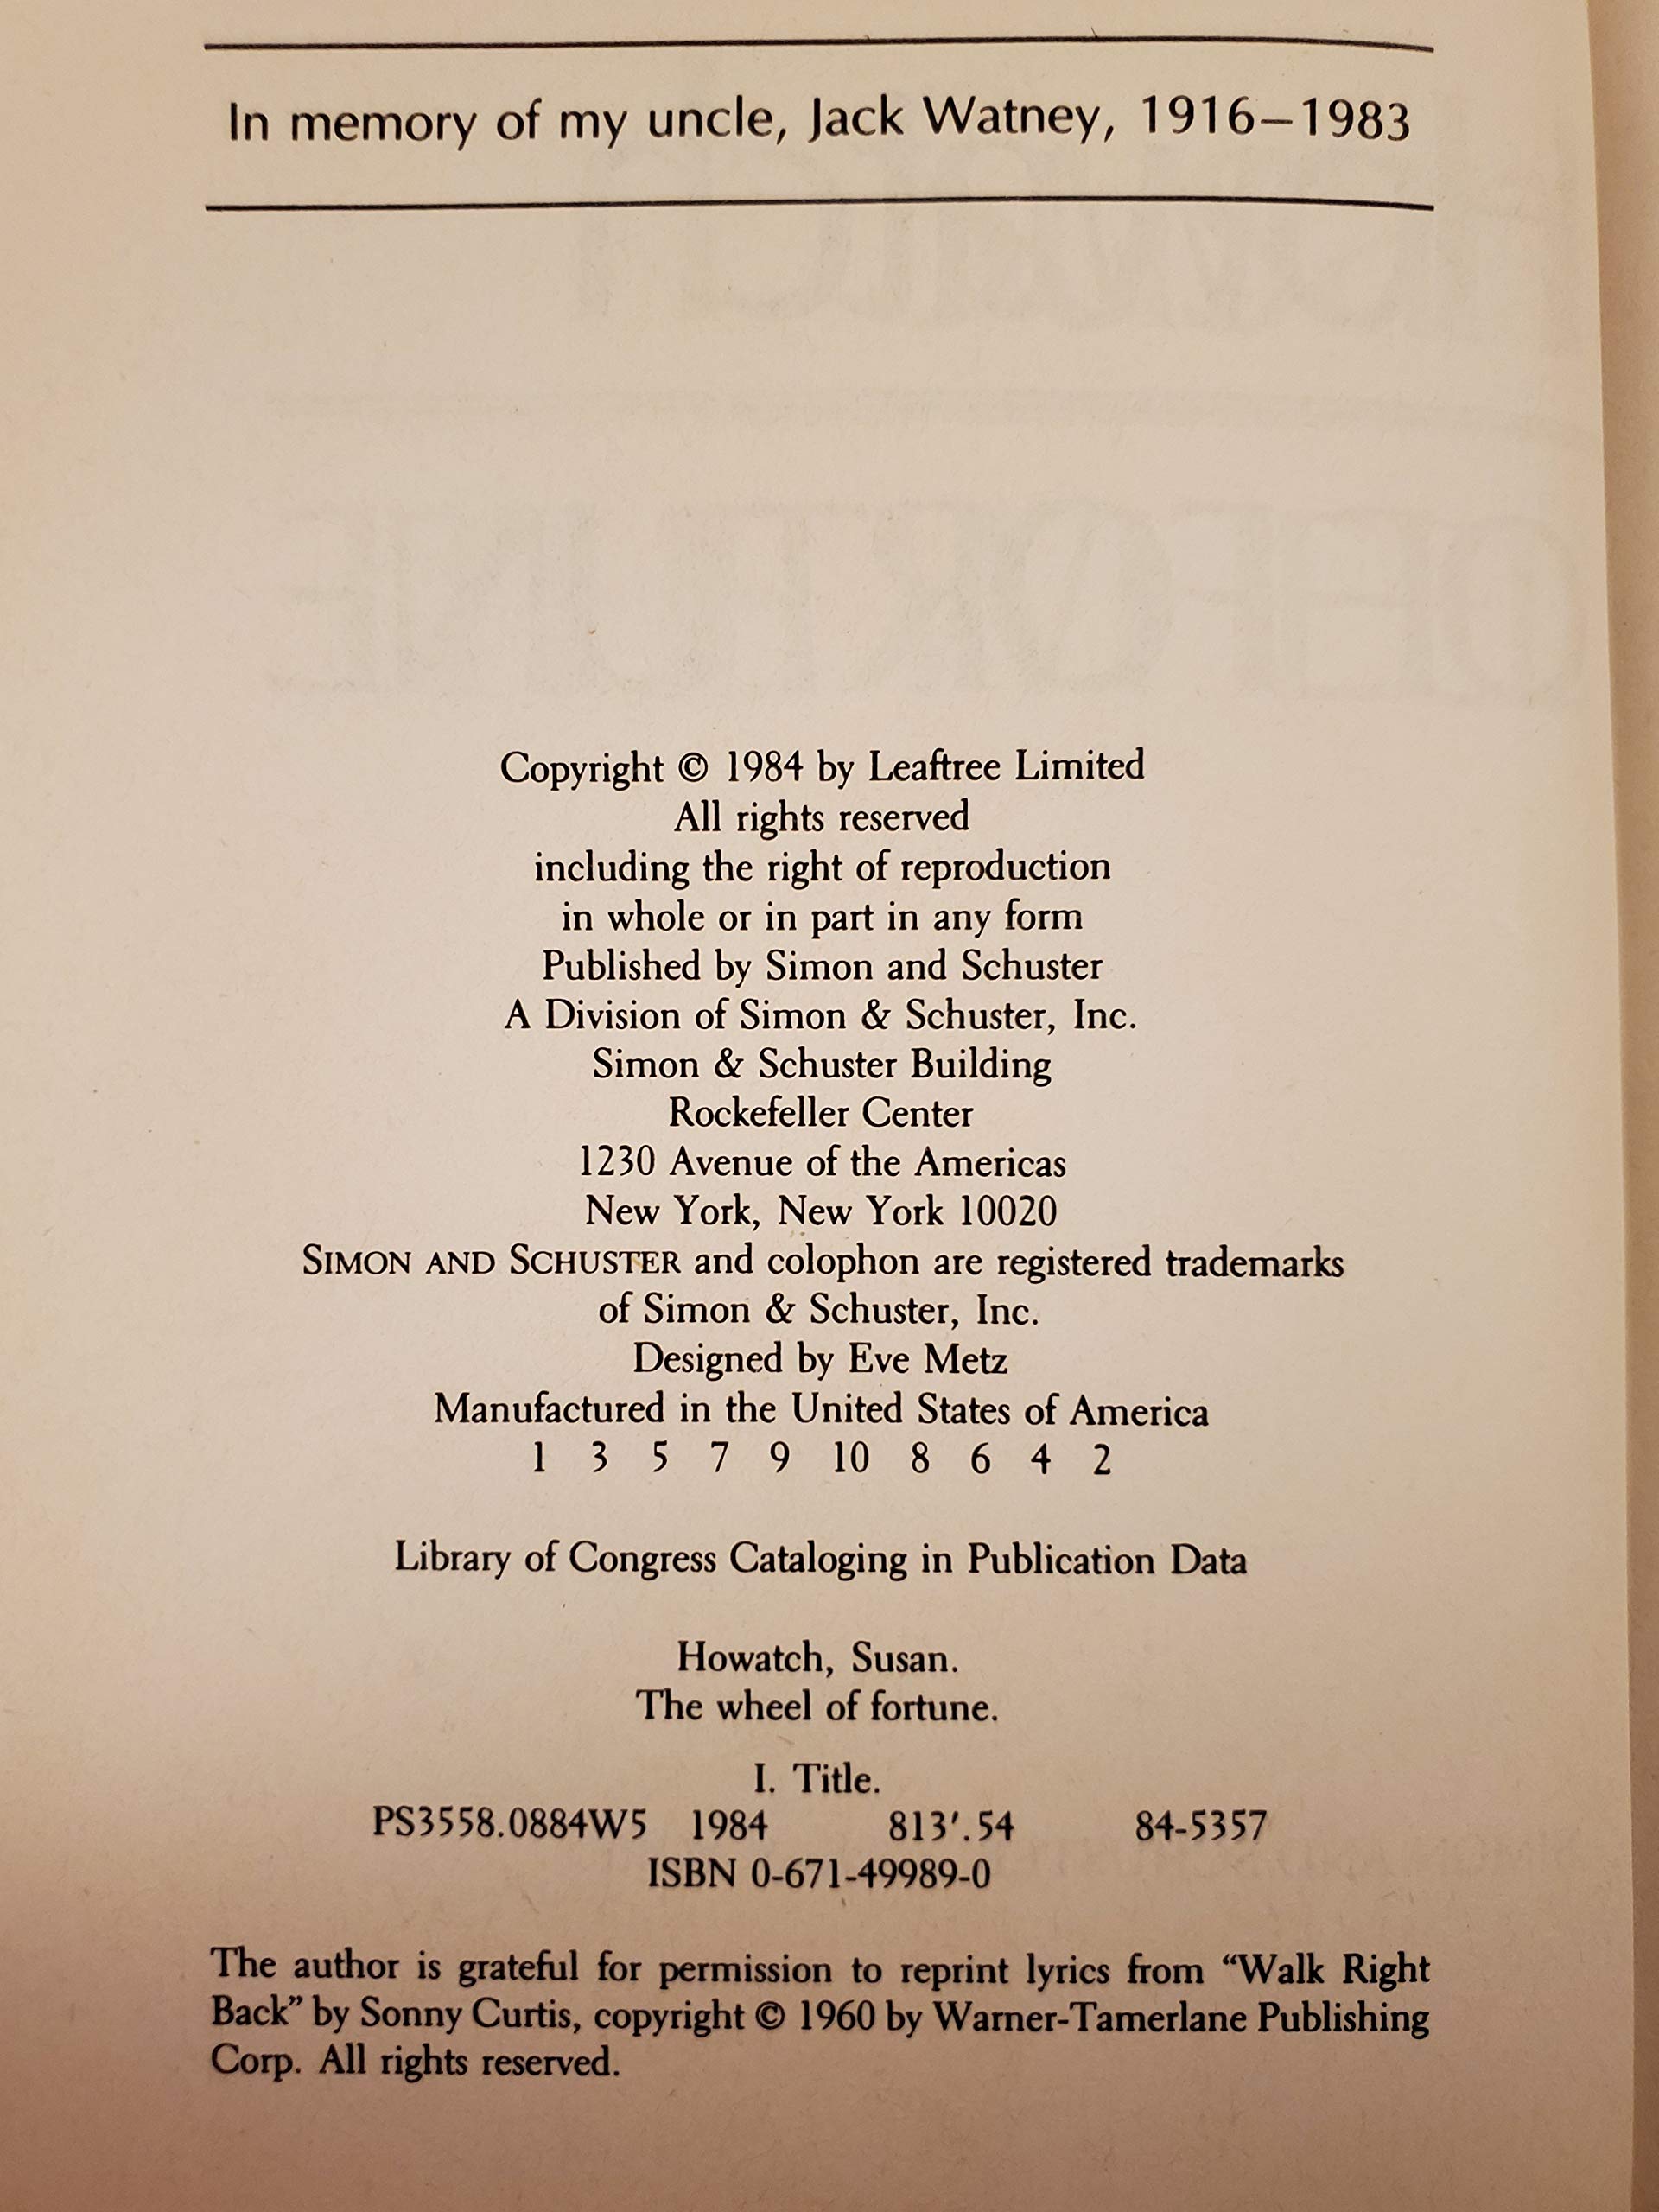 In memory of my uncle, Jack Watney, 1916–1983
Copyright © 1984 by Leaftree Limited
All rights reserved
including the right of reproduction
in whole or in part in any form
Published by Simon and Schuster
A Division of Simon & Schuster, Inc.
Simon & Schuster Building
Rockefeller Center
1230 Avenue of the Americas
New York, New York 10020
SIMON AND SCHUSTER and colophon are registered trademarks
of Simon & Schuster, Inc.
Designed by Eve Metz
Manufactured in the United States of America
1 3 5 7 9 10 8 6 4 2
Library of Congress Cataloging in Publication Data
Howatch, Susan.
The wheel of fortune.
I. Title.
PS3558.0884W5 1984 813′.54 84-5357
ISBN 0-671-49989-0
The author is grateful for permission to reprint lyrics from “Walk Right
Back” by Sonny Curtis, copyright © 1960 by Warner-Tamerlane Publishing
Corp. All rights reserved.